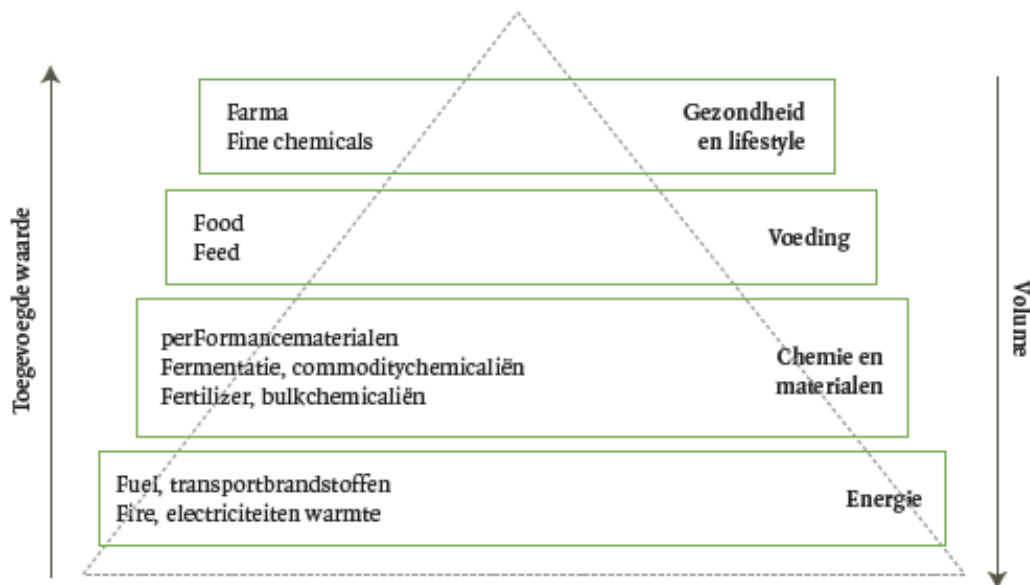 Toegevoegde waarde
Farma
Fine chemicals
Gezondheid
en lifestyle
Food
Feed
Voeding
perFormancematerialen
Fermentatie, commoditychemicaliën
Fertilizer, bulkchemicaliën
Chemie en
materialen
Fuel, transportbrandstoffen
Fire, electriciteiten warmte
Energie
Volume